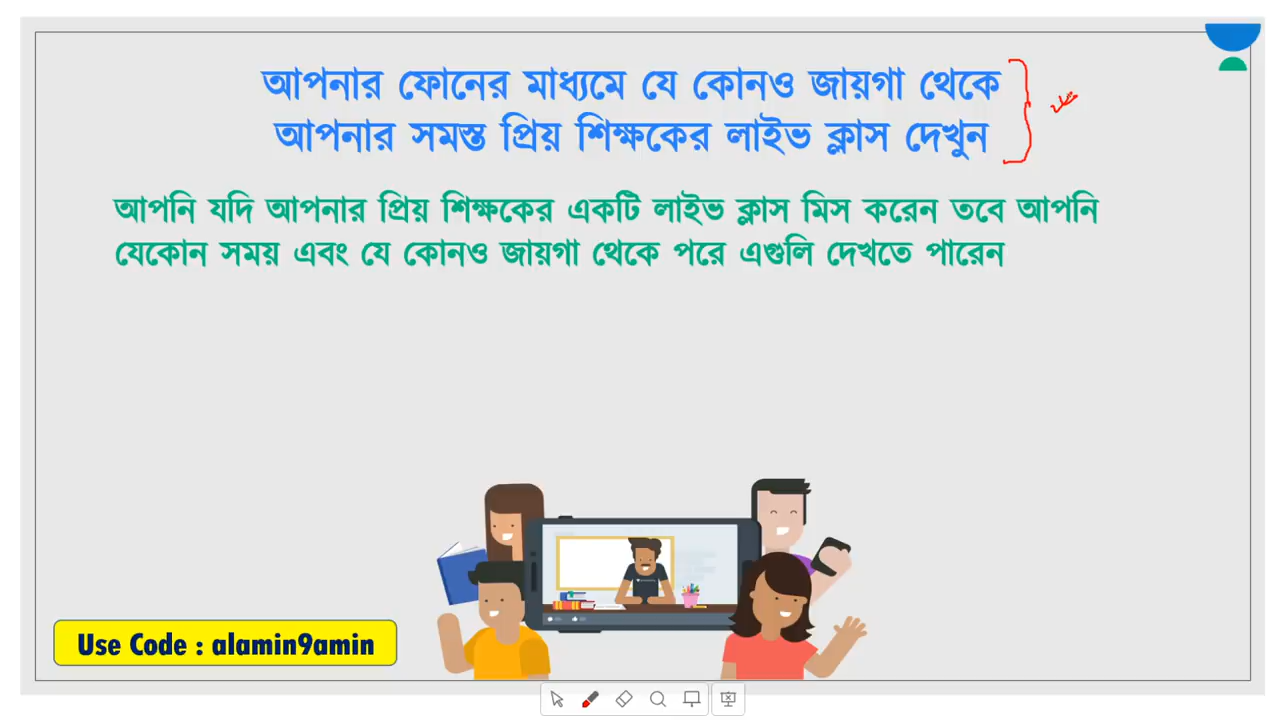 আপনার ফোনের মাধ্যমে যে কোনও জায়গা থেকে
আপনার সমস্ত প্রিয় শিক্ষকের লাইভ ক্লাস দেখুন
আপনি যদি আপনার প্রিয় শিক্ষকের একটি লাইভ ক্লাস মিস করেন তবে আপনি
যেকোন সময় এবং যে কোনও জায়গা থেকে পরে এগুলি দেখতে পারেন
Use Code : alamin9amin